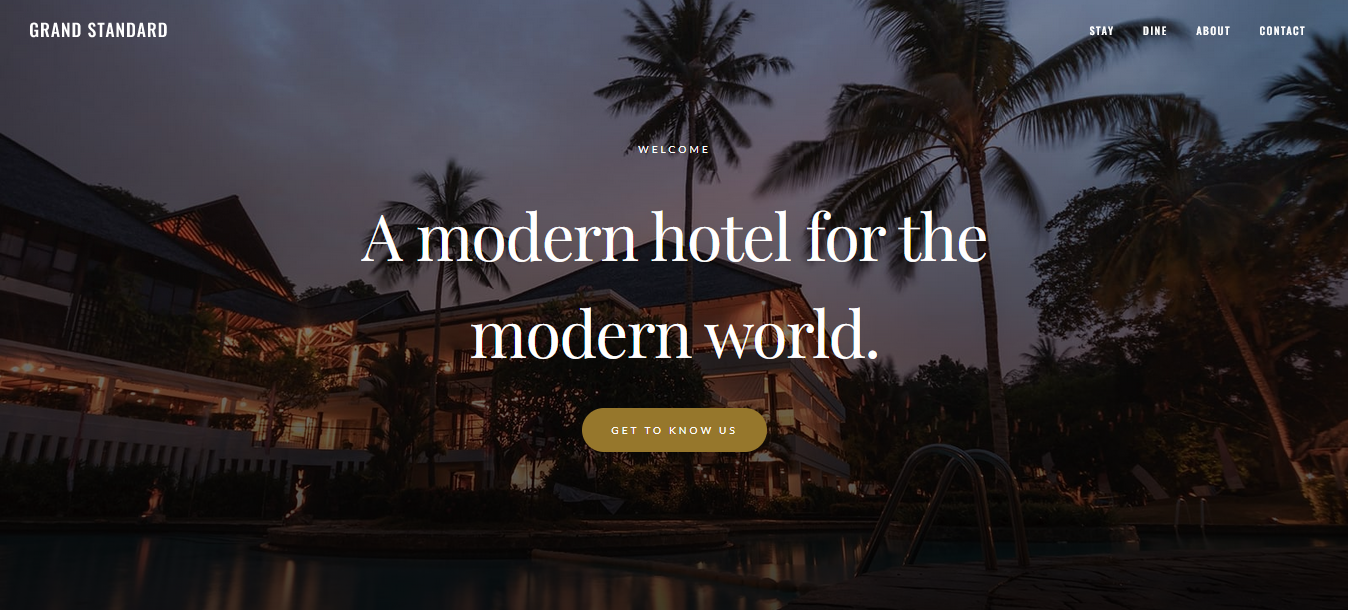 GRAND STANDARD
STAY DINE ABOUT CONTACT
WELCOME
A modern hotel for the
modern world.
GET TO KNOW US